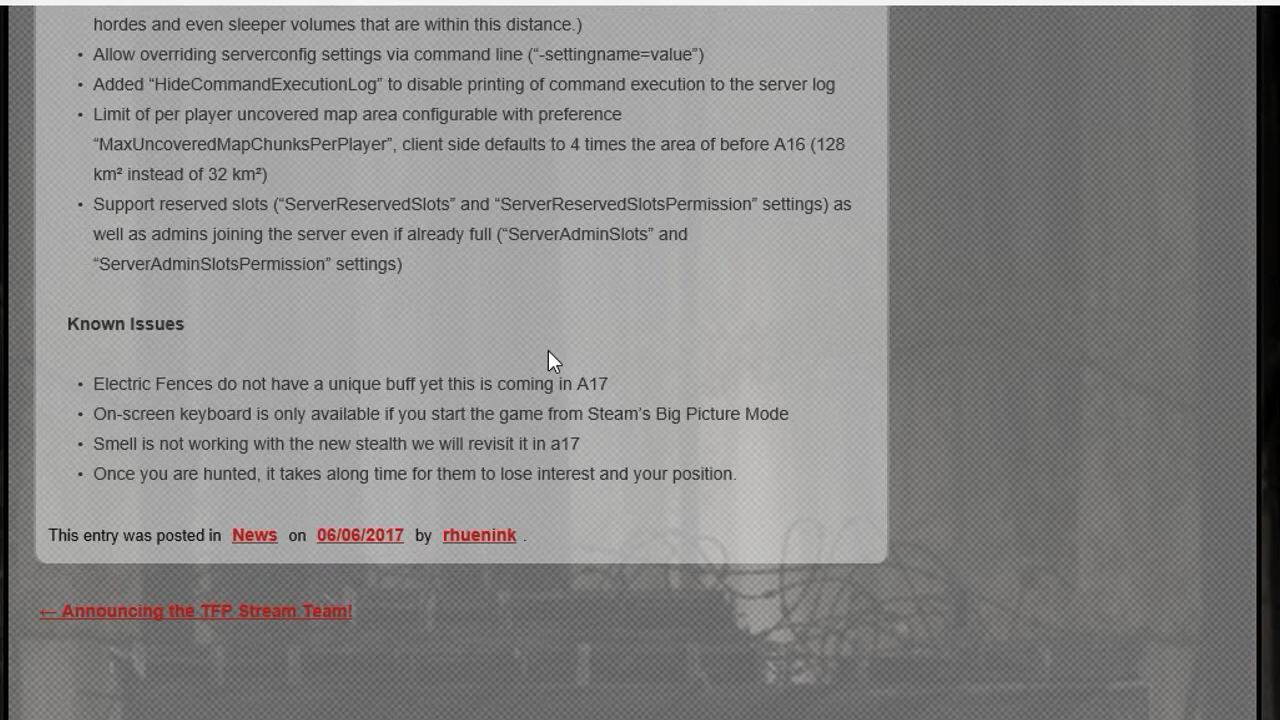 hordes and even sleeper volumes that are within this distance.)
• Allow overriding serverconfig settings via command line (“-settingname=value”)
• Added “HideCommandExecutionLog” to disable printing of command execution to the server log
• Limit of per player uncovered map area configurable with preference
“MaxUncoveredMapChunksPerPlayer”, client side defaults to 4 times the area of before A16 (128
km² instead of 32 km²)
• Support reserved slots (“ServerReservedSlots” and “ServerReservedSlotsPermission” settings) as
well as admins joining the server even if already full (“ServerAdminSlots” and
“ServerAdminSlotsPermission” settings)
Known Issues
• Electric Fences do not have a unique buff yet this is coming in A17
• On-screen keyboard is only available if you start the game from Steam’s Big Picture Mode
• Smell is not working with the new stealth we will revisit it in a17
• Once you are hunted, it takes along time for them to lose interest and your position.
This entry was posted in News on 06/06/2017 by rhuenink .
← Announcing the TFP Stream Team!